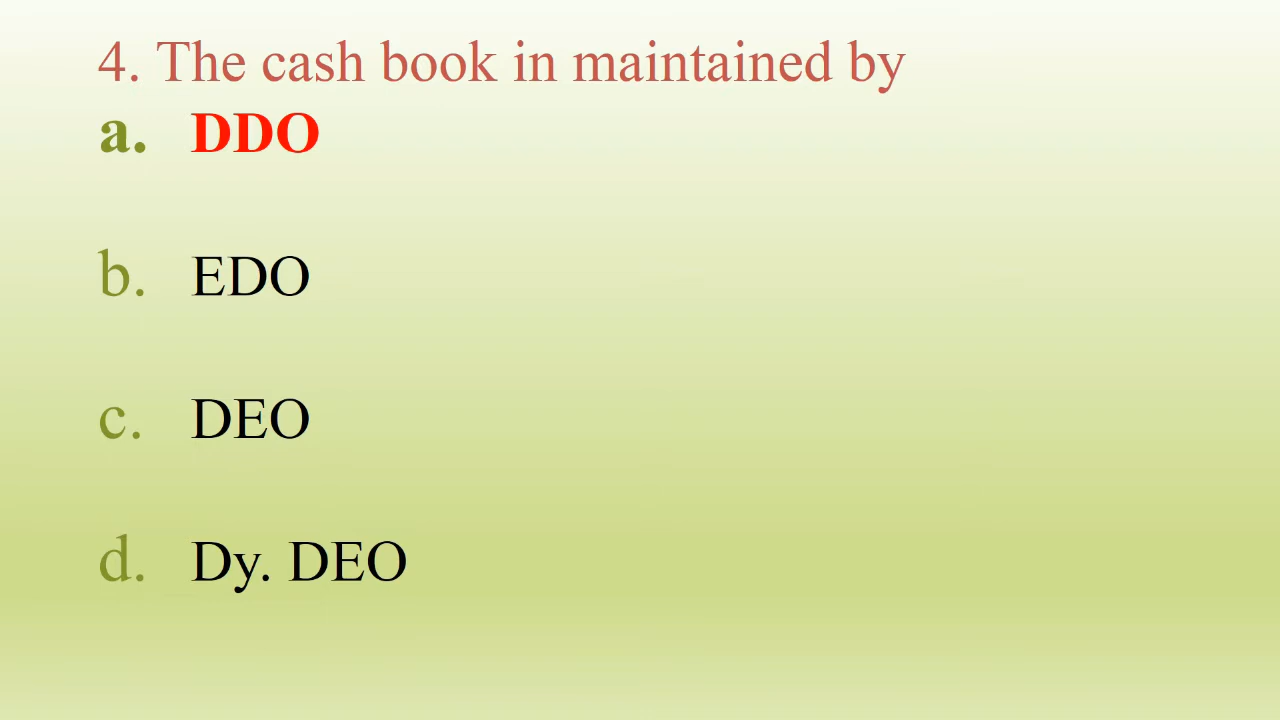 4. The cash book in maintained by
a. DDO
b. EDO
c. DEO
d. Dy. DEO